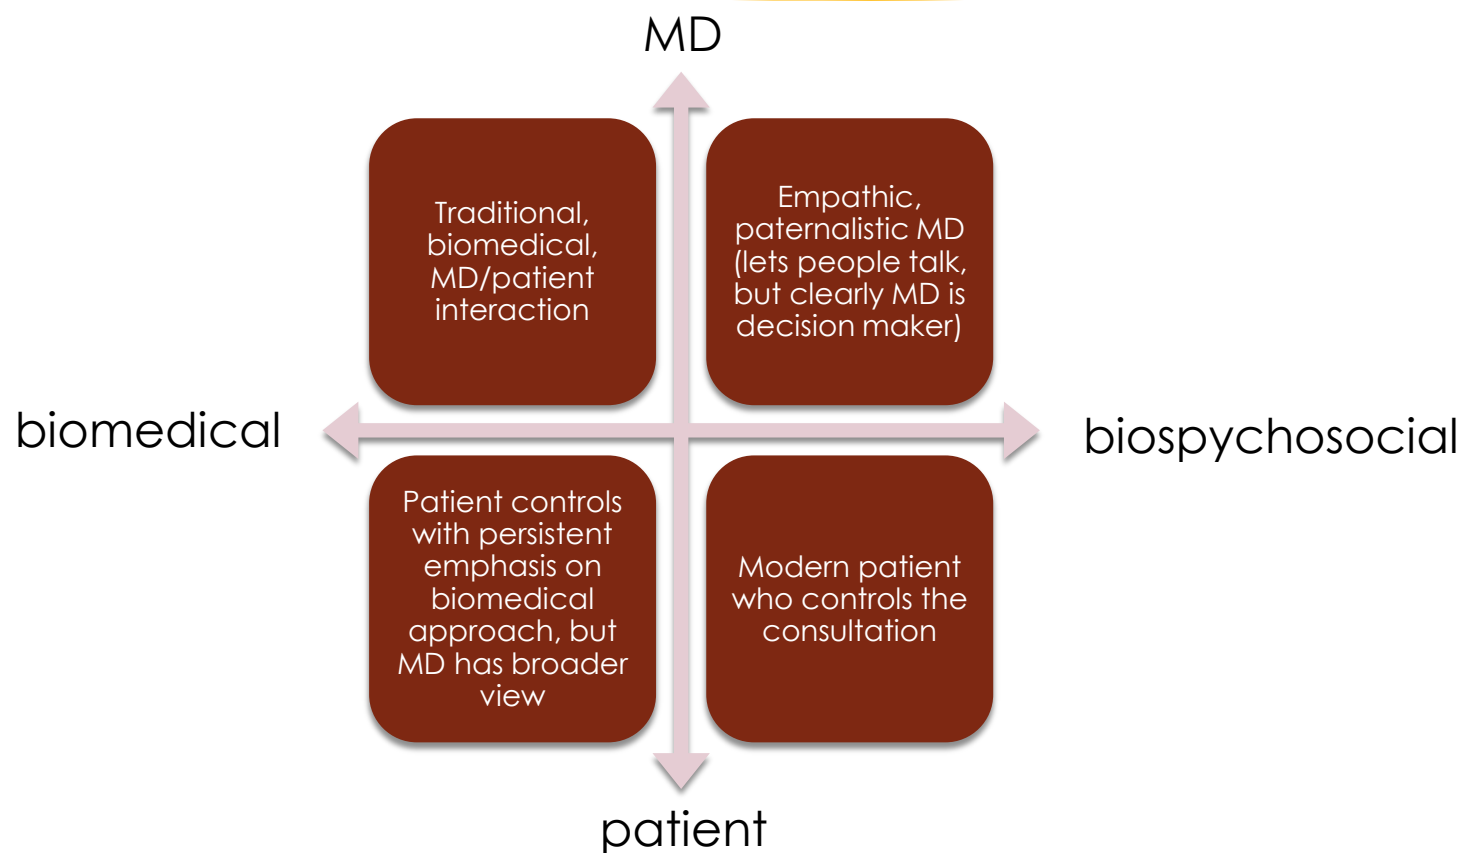 MD
Traditional,
biomedical,
MD/patient
interaction
Empathic,
paternalistic MD
(lets people talk,
but clearly MD is
decision maker)
biomedical
biospychosocial
Patient controls
with persistent
emphasis on
biomedical
approach, but
MD has broader
view
Modern patient
who controls the
consultation
patient